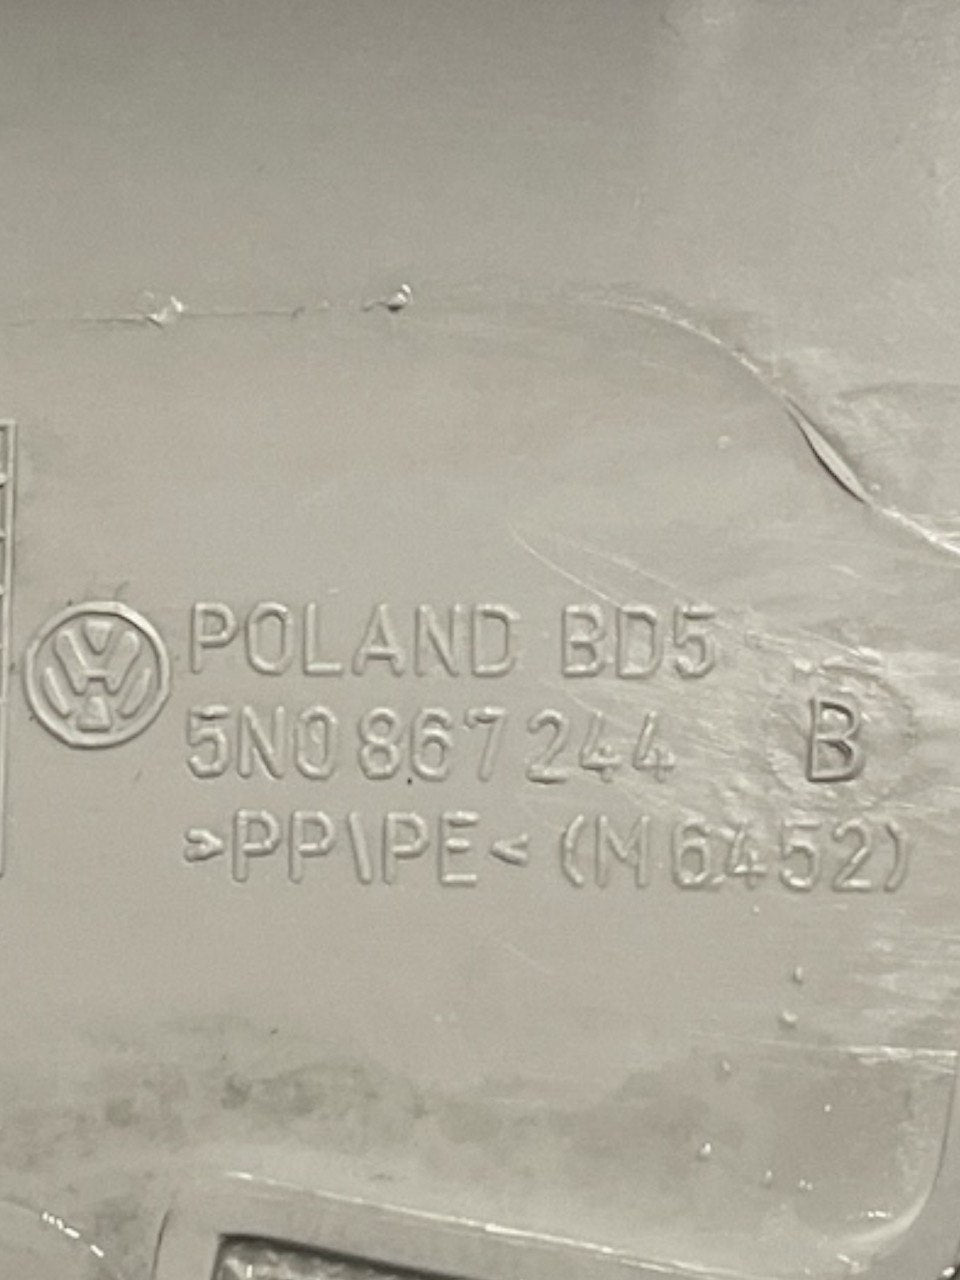 POLAND BD5
5N0 867 244 B
>PP\PE< (M 6452)